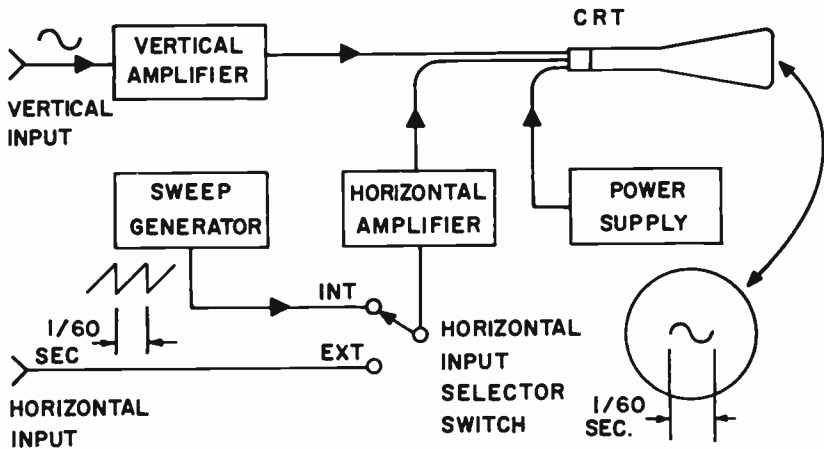 CRT
VERTICAL
AMPLIFIER
VERTICAL
INPUT
SWEEP
GENERATOR
HORIZONTAL
AMPLIFIER
POWER
SUPPLY
INT
1/60
SEC
EXT
HORIZONTAL
INPUT
HORIZONTAL
INPUT
SELECTOR
SWITCH
1/60
SEC.